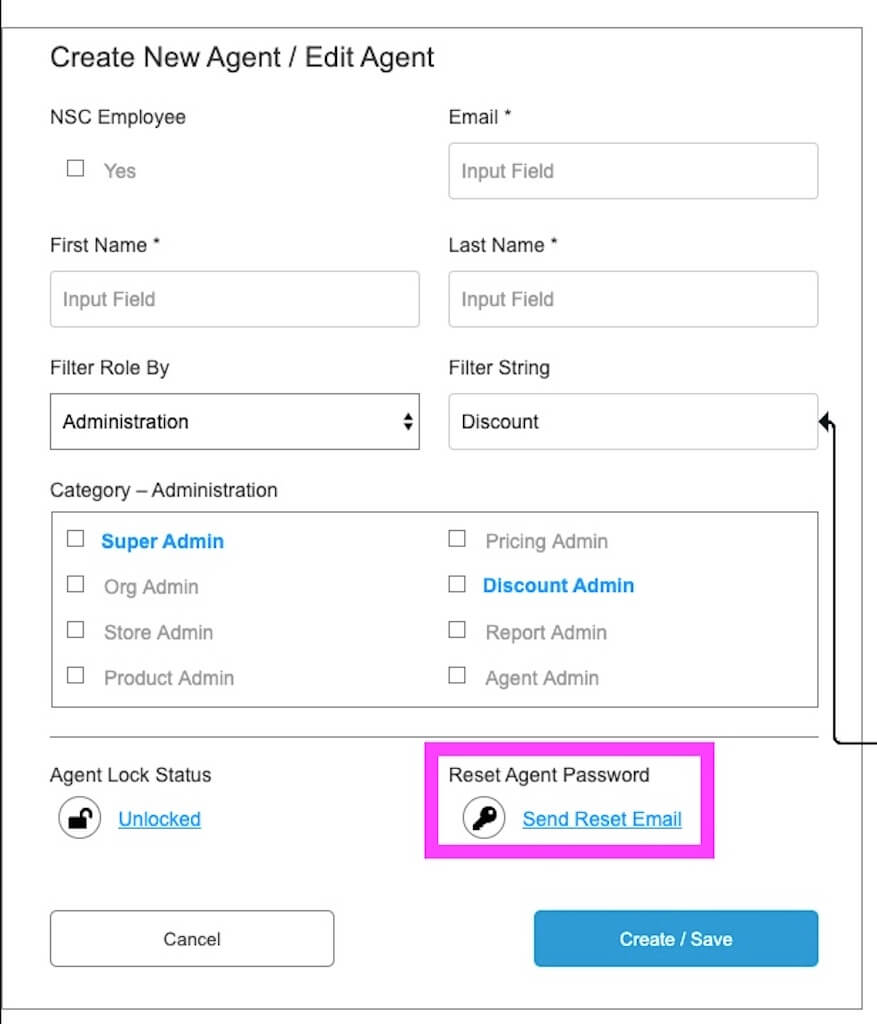 Create New Agent / Edit Agent
NSC Employee
Email *
Yes
Input Field
First Name *
Last Name *
Input Field
Input Field
Filter Role By
Filter String
Administration
Discount
Category – Administration
Super Admin
Pricing Admin
Org Admin
Discount Admin
Store Admin
Report Admin
Product Admin
Agent Admin
Agent Lock Status
Reset Agent Password
Unlocked
Send Reset Email
Cancel
Create / Save